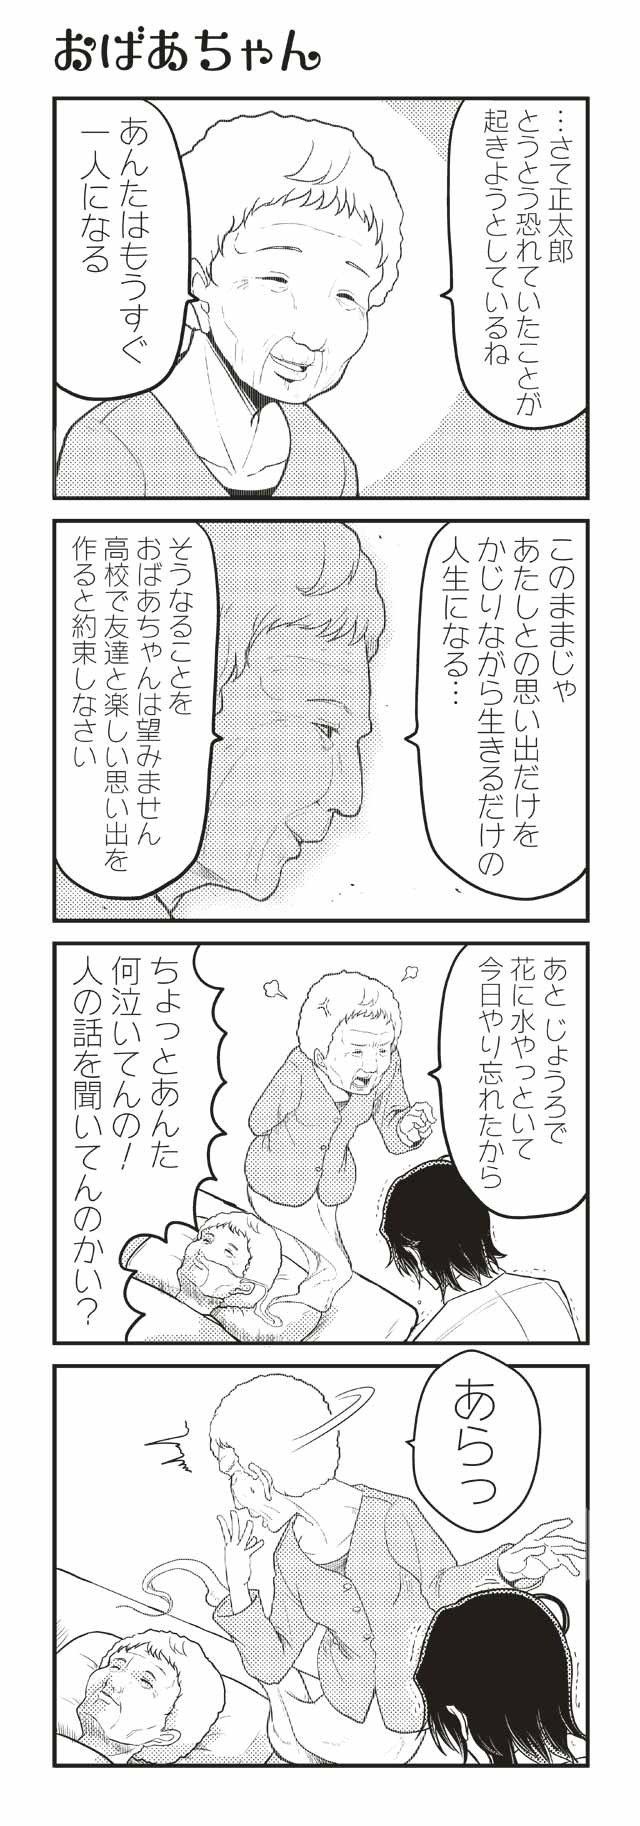 おばあちゃん
…さて正太郎
とうとう恐れていたことが
起きようとしているね
あんたはもうすぐ
一人になる
このままじゃ
あたしとの思い出だけを
かじりながら生きるだけの
人生になる…
そうなることを
おばあちゃんは望みません
高校で友達と楽しい思い出を
作ると約束しなさい
あと じょうろで
花に水やっといて
今日やり忘れたから
ちょっとあんた
何泣いてんの!
人の話を聞いてんのかい?
あらっ